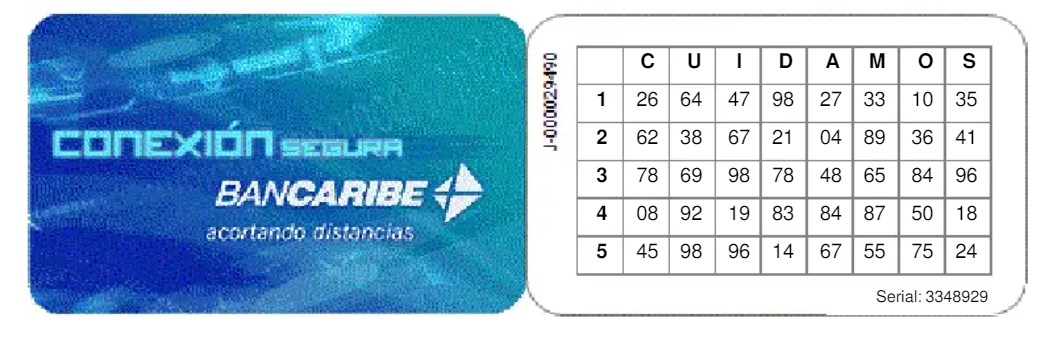 CONEXIÓN SEGURA
BANCARIBE
acortando distancias
J-000029490
C U I D A M O S
1 26 64 47 98 27 33 10 35
2 62 38 67 21 04 89 36 41
3 78 69 98 78 48 65 84 96
4 08 92 19 83 84 87 50 18
5 45 98 96 14 67 55 75 24
Serial: 3348929